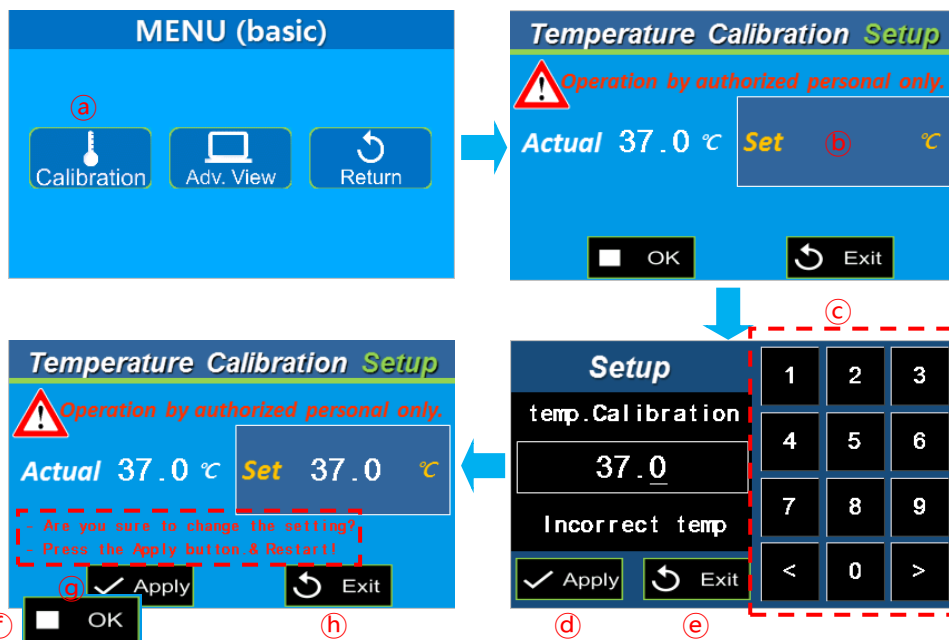 MENU (basic)
ⓐ
Calibration
Adv. View
Return
Temperature Calibration Setup
Operation by authorized personal only.
Actual 37.0 ℃ Set ⓑ ℃
OK
Exit
ⓒ
Setup
temp.Calibration
37.0
Incorrect temp
Apply
Exit
1 2 3
4 5 6
7 8 9
< 0 >
ⓓ
ⓔ
Temperature Calibration Setup
Operation by authorized personal only.
Actual 37.0 ℃ Set 37.0 ℃
- Are you sure to change the setting?
- Press the Apply button & Restart!
ⓖ Apply
Exit
ⓕ OK
ⓗ